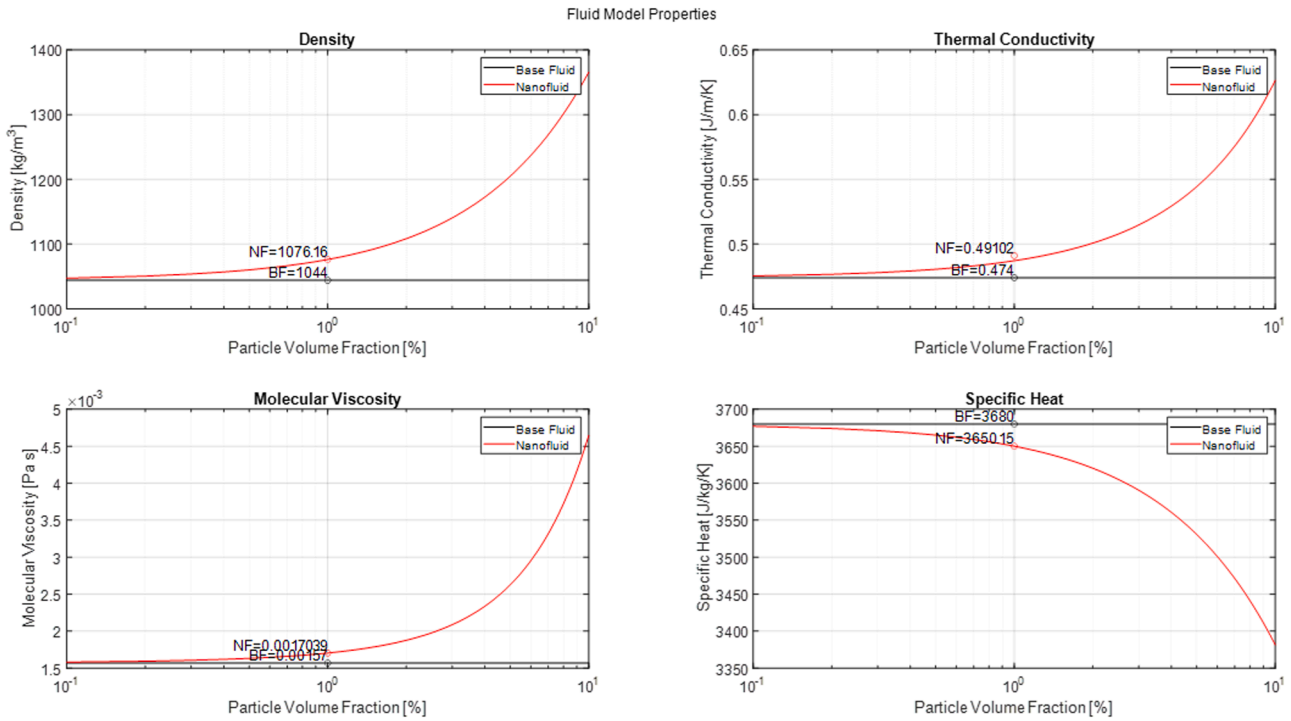 Fluid Model Properties
Density
1400
1300
1200
1100
1000
Density [kg/m³]
Base Fluid
Nanofluid
NF=1076.16
BF=1044
10⁻¹
10⁰
10¹
Particle Volume Fraction [%]
Thermal Conductivity
0.65
0.6
0.55
0.5
0.45
Thermal Conductivity [J/m/K]
Base Fluid
Nanofluid
NF=0.49102
BF=0.474
10⁻¹
10⁰
10¹
Particle Volume Fraction [%]
Molecular Viscosity
×10⁻³
5
4.5
4
3.5
3
2.5
2
1.5
Molecular Viscosity [Pa s]
Base Fluid
Nanofluid
NF=0.0017039
BF=0.00157
10⁻¹
10⁰
10¹
Particle Volume Fraction [%]
Specific Heat
3700
3650
3600
3550
3500
3450
3400
3350
Specific Heat [J/kg/K]
Base Fluid
Nanofluid
BF=3680
NF=3650.15
10⁻¹
10⁰
10¹
Particle Volume Fraction [%]